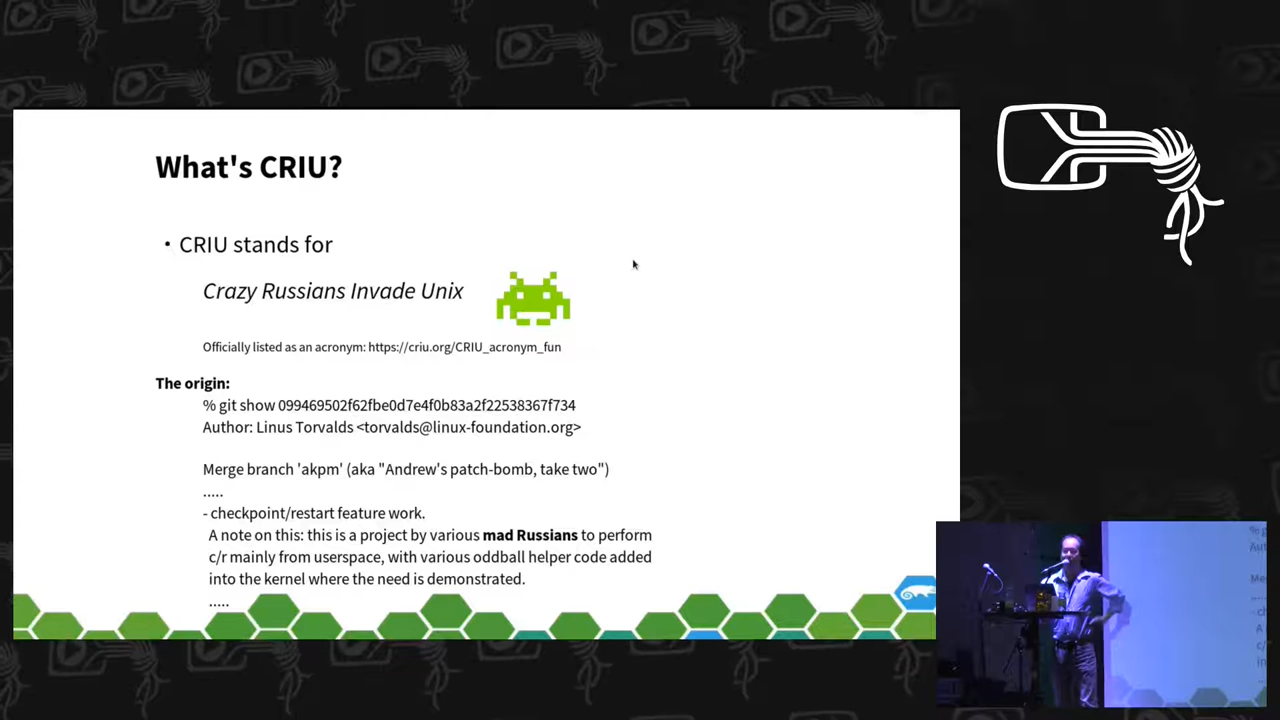 What's CRIU?
• CRIU stands for
Crazy Russians Invade Unix
Officially listed as an acronym: https://criu.org/CRIU_acronym_fun
The origin:
% git show 099469502f62fbe0d7e4f0b83a2f22538367f734
Author: Linus Torvalds <torvalds@linux-foundation.org>
Merge branch 'akpm' (aka "Andrew's patch-bomb, take two")
.....
- checkpoint/restart feature work.
A note on this: this is a project by various mad Russians to perform
c/r mainly from userspace, with various oddball helper code added
into the kernel where the need is demonstrated.
.....